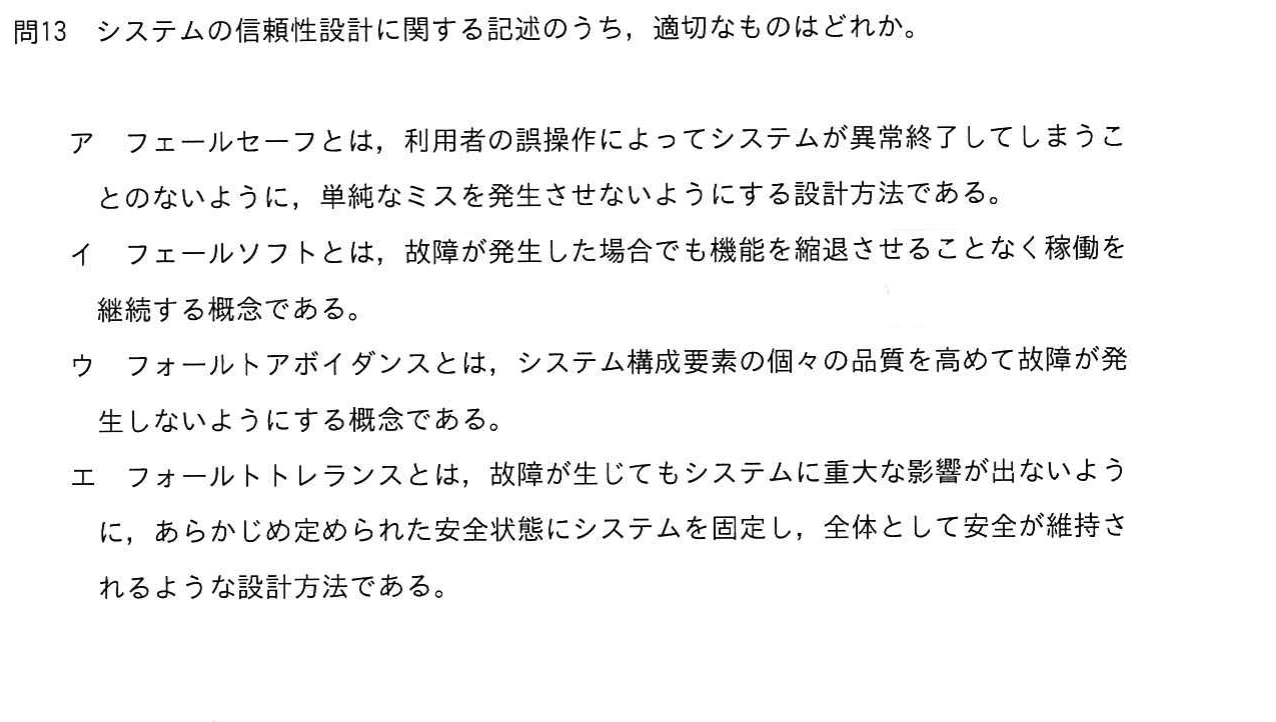 問13 システムの信頼性設計に関する記述のうち，適切なものはどれか。
ア フェールセーフとは，利用者の誤操作によってシステムが異常終了してしまうこ
とのないように，単純なミスを発生させないようにする設計方法である。
イ フェールソフトとは，故障が発生した場合でも機能を縮退させることなく稼働を
継続する概念である。
ウ フォールトアボイダンスとは，システム構成要素の個々の品質を高めて故障が発
生しないようにする概念である。
エ フォールトトレランスとは，故障が生じてもシステムに重大な影響が出ないよう
に，あらかじめ定められた安全状態にシステムを固定し，全体として安全が維持さ
れるような設計方法である。